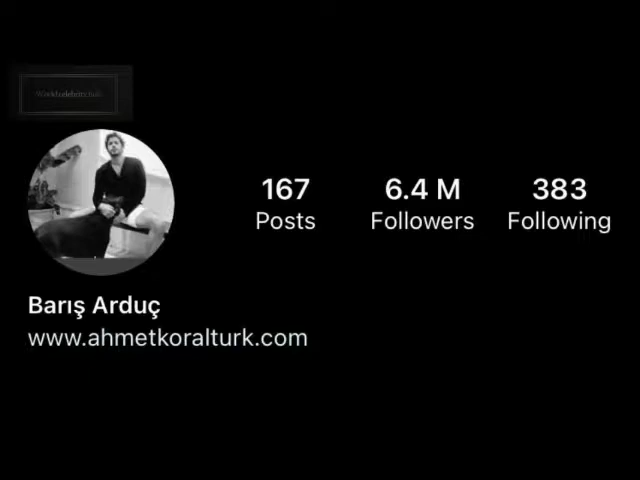 167 6.4 M 383
Posts Followers Following
Barış Arduç
www.ahmetkoralturk.com